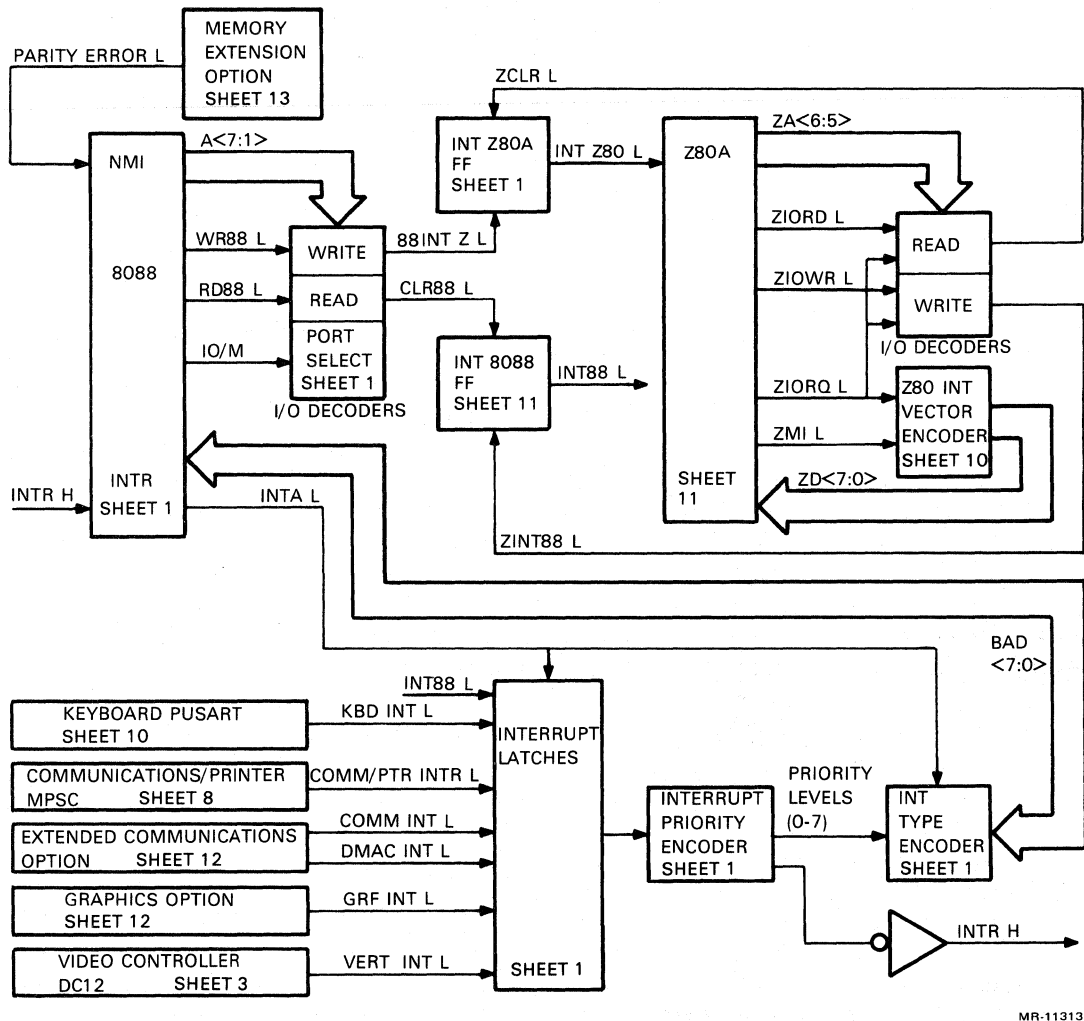 MEMORY
EXTENSION
OPTION
SHEET 13
PARITY ERROR L
NMI
8088
INTR
SHEET 1
A<7:1>
WR88 L
RD88 L
IO/M
WRITE
READ
PORT
SELECT
SHEET 1
I/O DECODERS
INTR H
INTA L
88INT Z L
CLR88 L
ZCLR L
INT Z80A
FF
SHEET 1
INT Z80 L
INT 8088
FF
SHEET 11
INT88 L
ZINT88 L
Z80A
SHEET
11
ZA<6:5>
ZIORD L
ZIOWR L
ZIORQ L
ZMI L
ZD<7:0>
READ
WRITE
I/O DECODERS
Z80 INT
VECTOR
ENCODER
SHEET 10
BAD
<7:0>
INT88 L
KEYBOARD PUSART
SHEET 10
KBD INT L
COMMUNICATIONS/PRINTER
MPSC SHEET 8
COMM/PTR INTR L
EXTENDED COMMUNICATIONS
OPTION SHEET 12
COMM INT L
DMAC INT L
GRAPHICS OPTION
SHEET 12
GRF INT L
VIDEO CONTROLLER
DC12 SHEET 3
VERT INT L
INTERRUPT
LATCHES
SHEET 1
INTERRUPT
PRIORITY
ENCODER
SHEET 1
PRIORITY
LEVELS
(0-7)
INT
TYPE
ENCODER
SHEET 1
INTR H
MR-11313